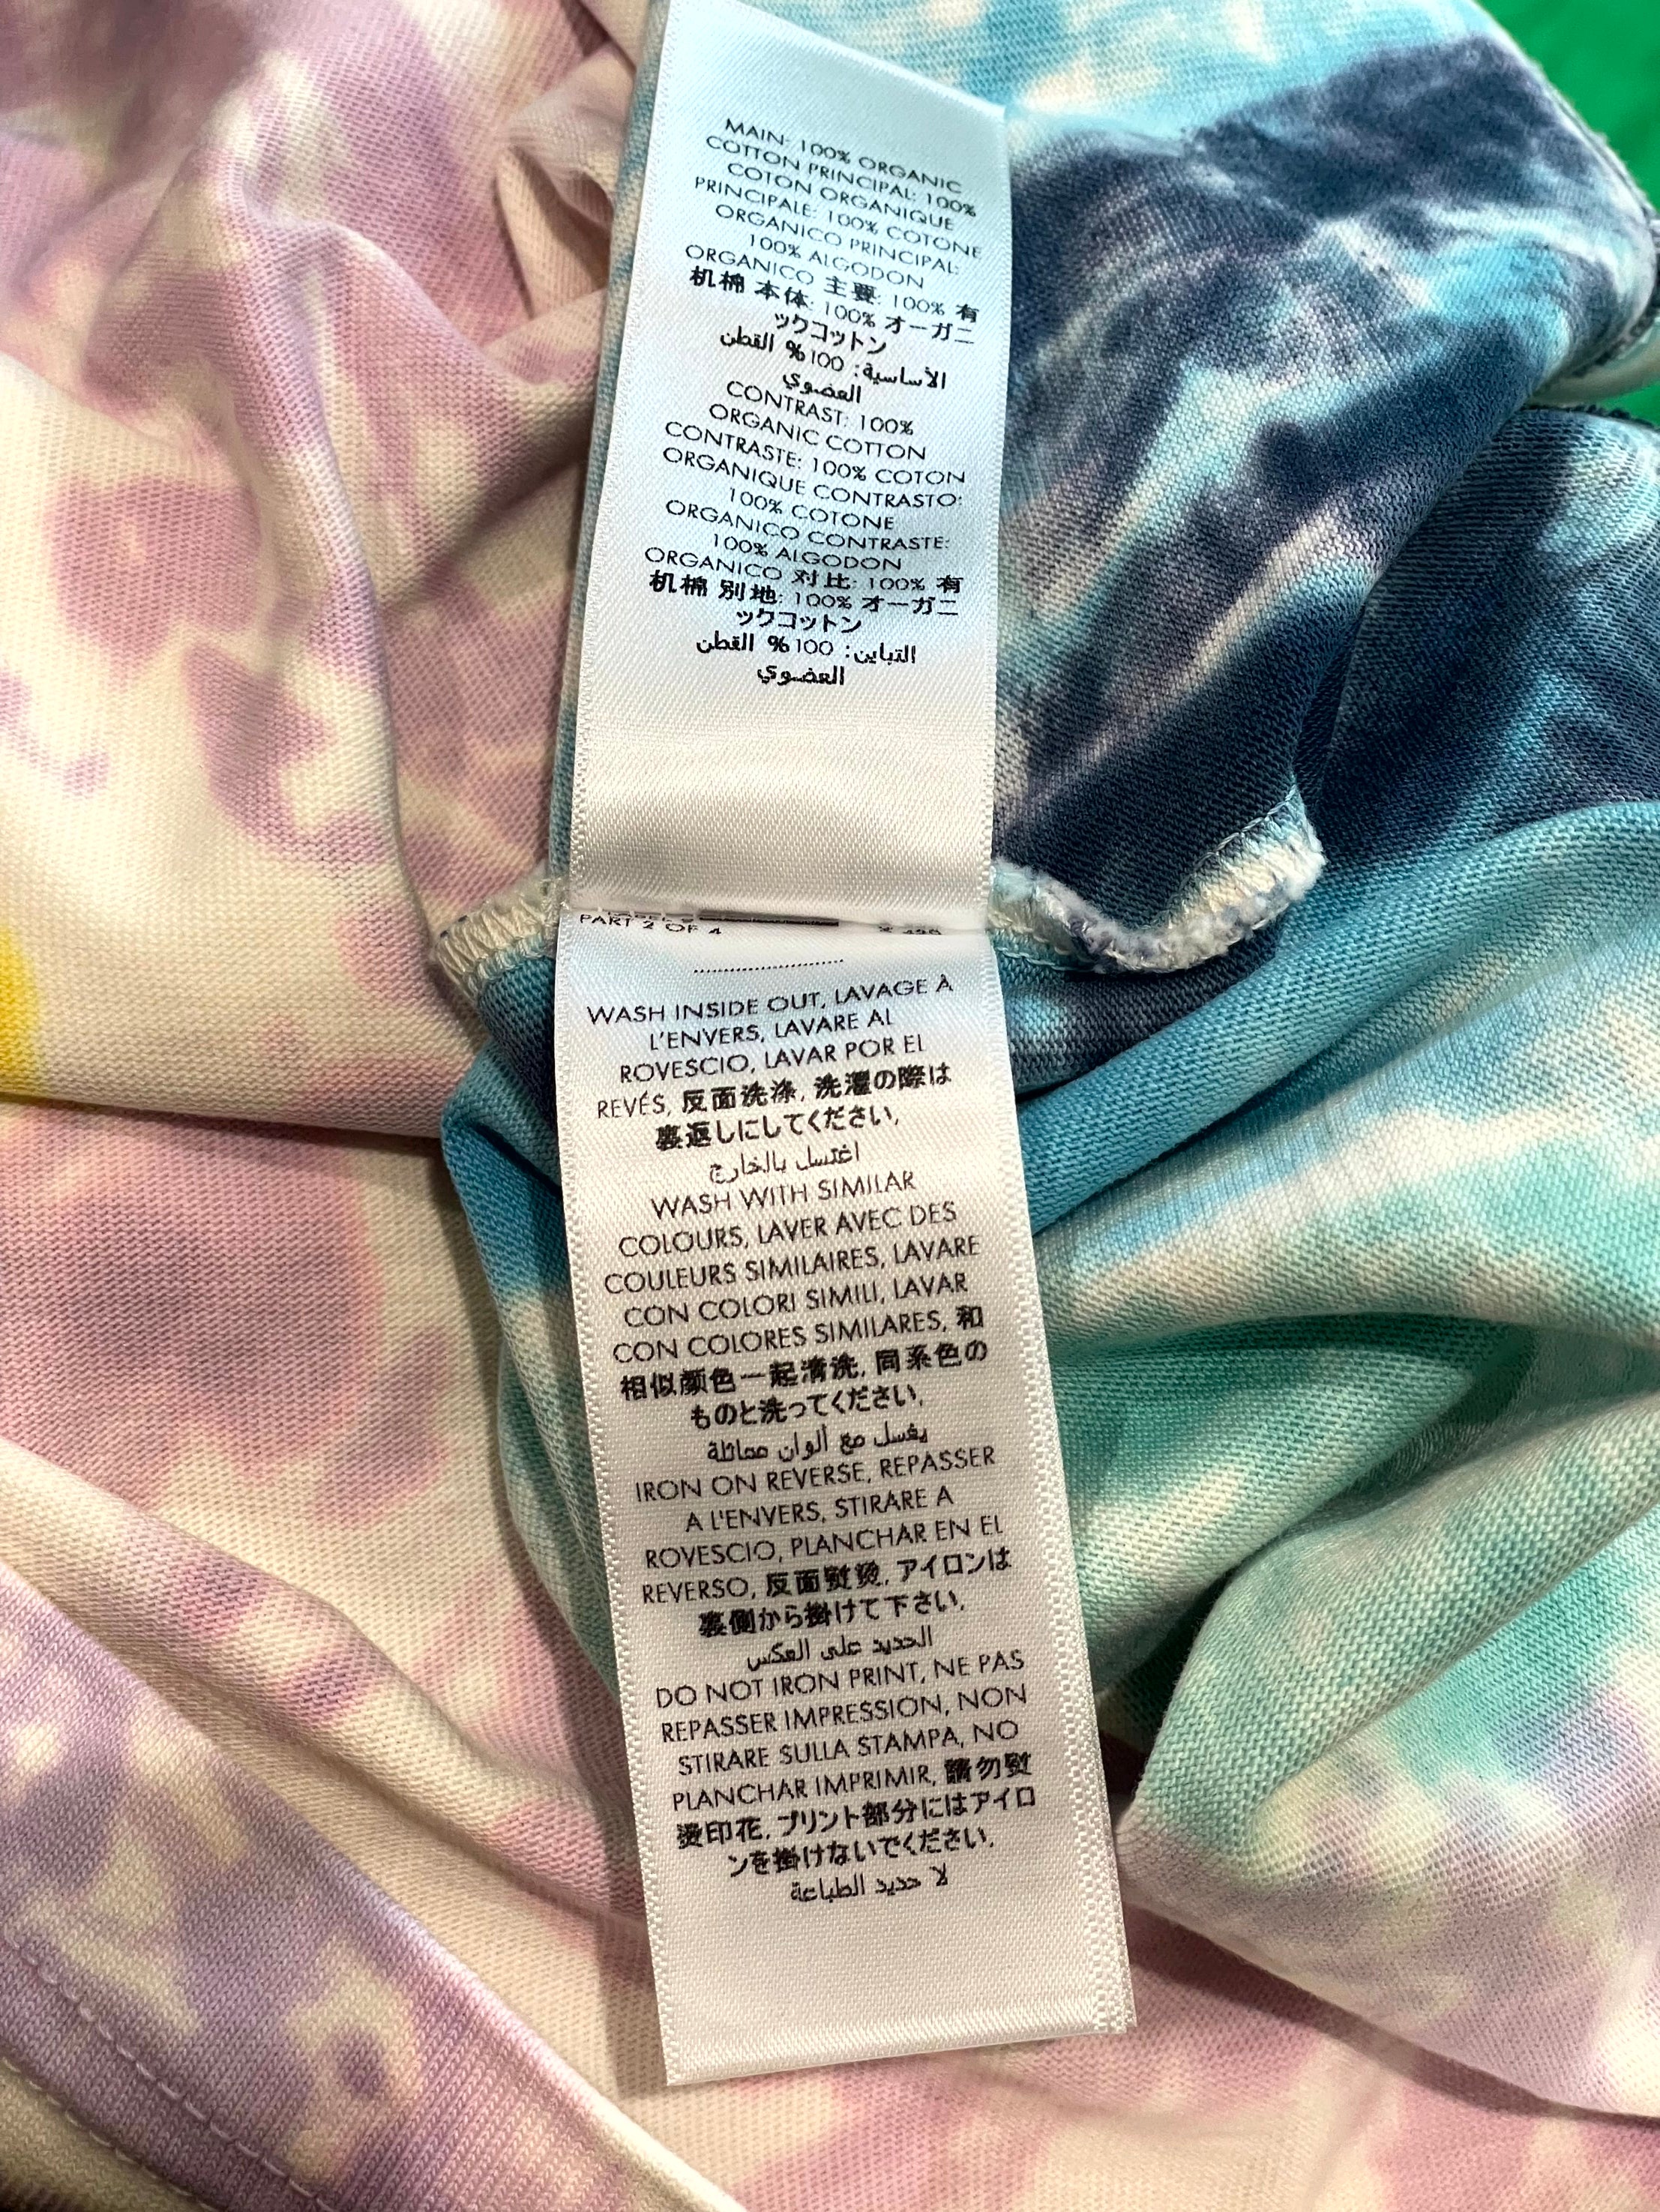 MAIN: 100% ORGANIC
COTTON PRINCIPAL: 100%
COTON ORGANIQUE
PRINCIPALE: 100% COTONE
ORGANICO PRINCIPAL:
100% ALGODON
ORGANICO 主要: 100% 有
机棉 本体: 100% オーガニ
ックコットン
الأساسية: 100% القطن
العضوي
CONTRAST: 100%
ORGANIC COTTON
CONTRASTE: 100% COTON
ORGANIQUE CONTRASTO:
100% COTONE
ORGANICO CONTRASTE:
100% ALGODON
ORGANICO 对比: 100% 有
机棉 別地: 100% オーガニ
ックコットン
التباين: 100% القطن
العضوي
PART 2 OF 4
WASH INSIDE OUT, LAVAGE À
L'ENVERS, LAVARE AL
ROVESCIO, LAVAR POR EL
REVÉS, 反面洗涤, 洗濯の際は
裏返しにしてください,
اغتسل بالخارج
WASH WITH SIMILAR
COLOURS, LAVER AVEC DES
COULEURS SIMILAIRES, LAVARE
CON COLORI SIMILI, LAVAR
CON COLORES SIMILARES, 和
相似颜色一起清洗, 同系色の
ものと洗ってください,
يغسل مع ألوان مماثلة
IRON ON REVERSE, REPASSER
A L'ENVERS, STIRARE A
ROVESCIO, PLANCHAR EN EL
REVERSO, 反面熨烫, アイロンは
裏側から掛けて下さい,
الحديد على العكس
DO NOT IRON PRINT, NE PAS
REPASSER IMPRESSION, NON
STIRARE SULLA STAMPA, NO
PLANCHAR IMPRIMIR, 請勿熨
燙印花, プリント部分にはアイロ
ンを掛けないでください,
لا حديد الطباعة